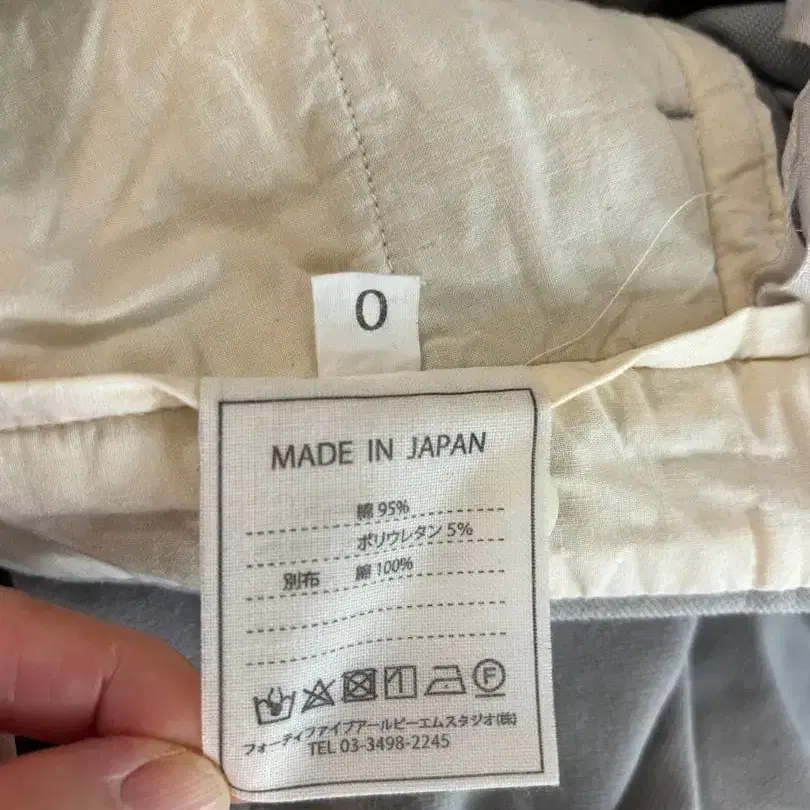 0
MADE IN JAPAN
綿 95%
ポリウレタン 5%
別布 綿 100%
F
フォーティファイブアールピーエムスタジオ(株)
TEL 03-3498-2245